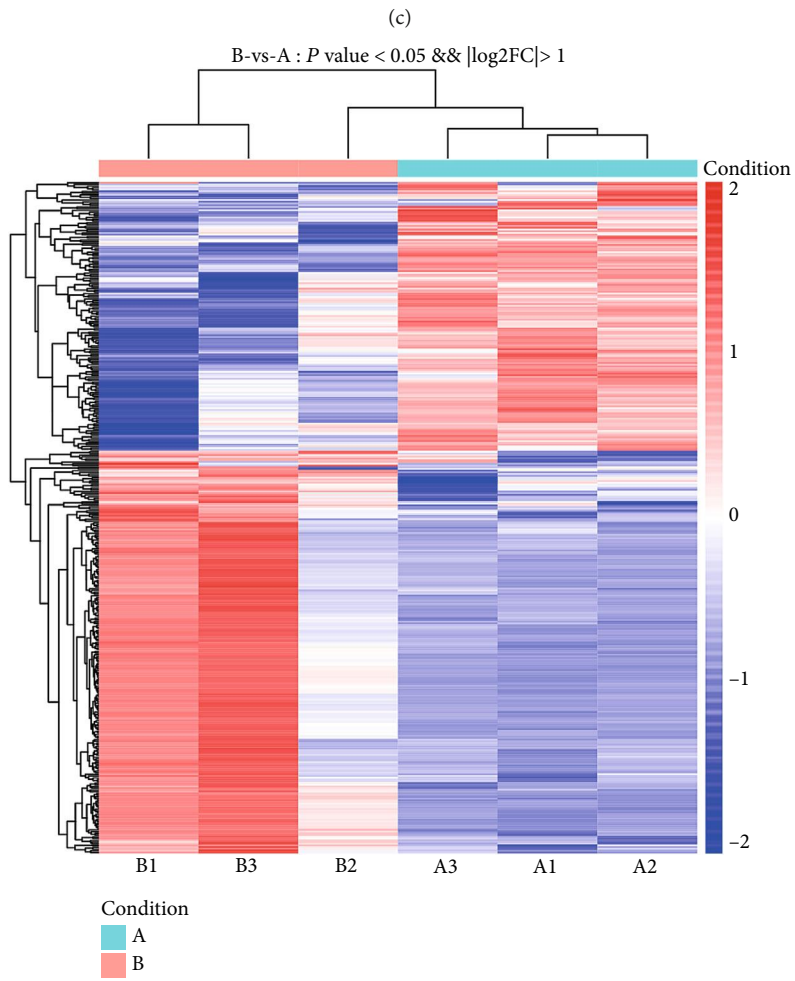 (c)
B-vs-A : P value < 0.05 && |log2FC|> 1
Condition
2
1
0
–1
–2
B1 B3 B2 A3 A1 A2
Condition
A
B